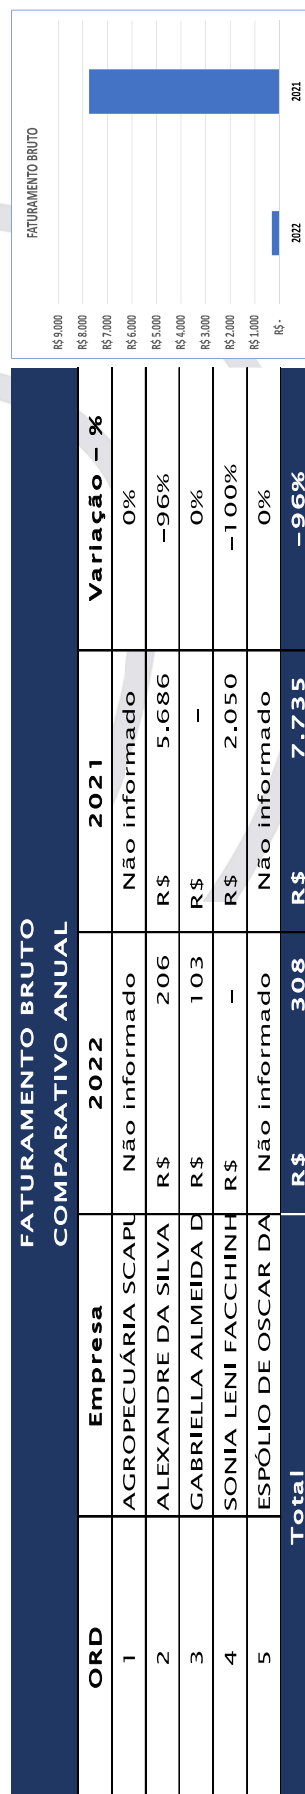 FATURAMENTO BRUTO
COMPARATIVO ANUAL
ORD Empresa 2022 2021 Variação – %
1 AGROPECUÁRIA SCAPU Não informado Não informado 0%
2 ALEXANDRE DA SILVA R$ 206 R$ 5.686 –96%
3 GABRIELLA ALMEIDA D R$ 103 R$ – 0%
4 SONIA LENI FACCHINH R$ – R$ 2.050 –100%
5 ESPÓLIO DE OSCAR DA Não informado Não informado 0%
Total R$ 308 R$ 7.735 –96%
FATURAMENTO BRUTO
R$ 9.000
R$ 8.000
R$ 7.000
R$ 6.000
R$ 5.000
R$ 4.000
R$ 3.000
R$ 2.000
R$ 1.000
R$ -
2022 2021